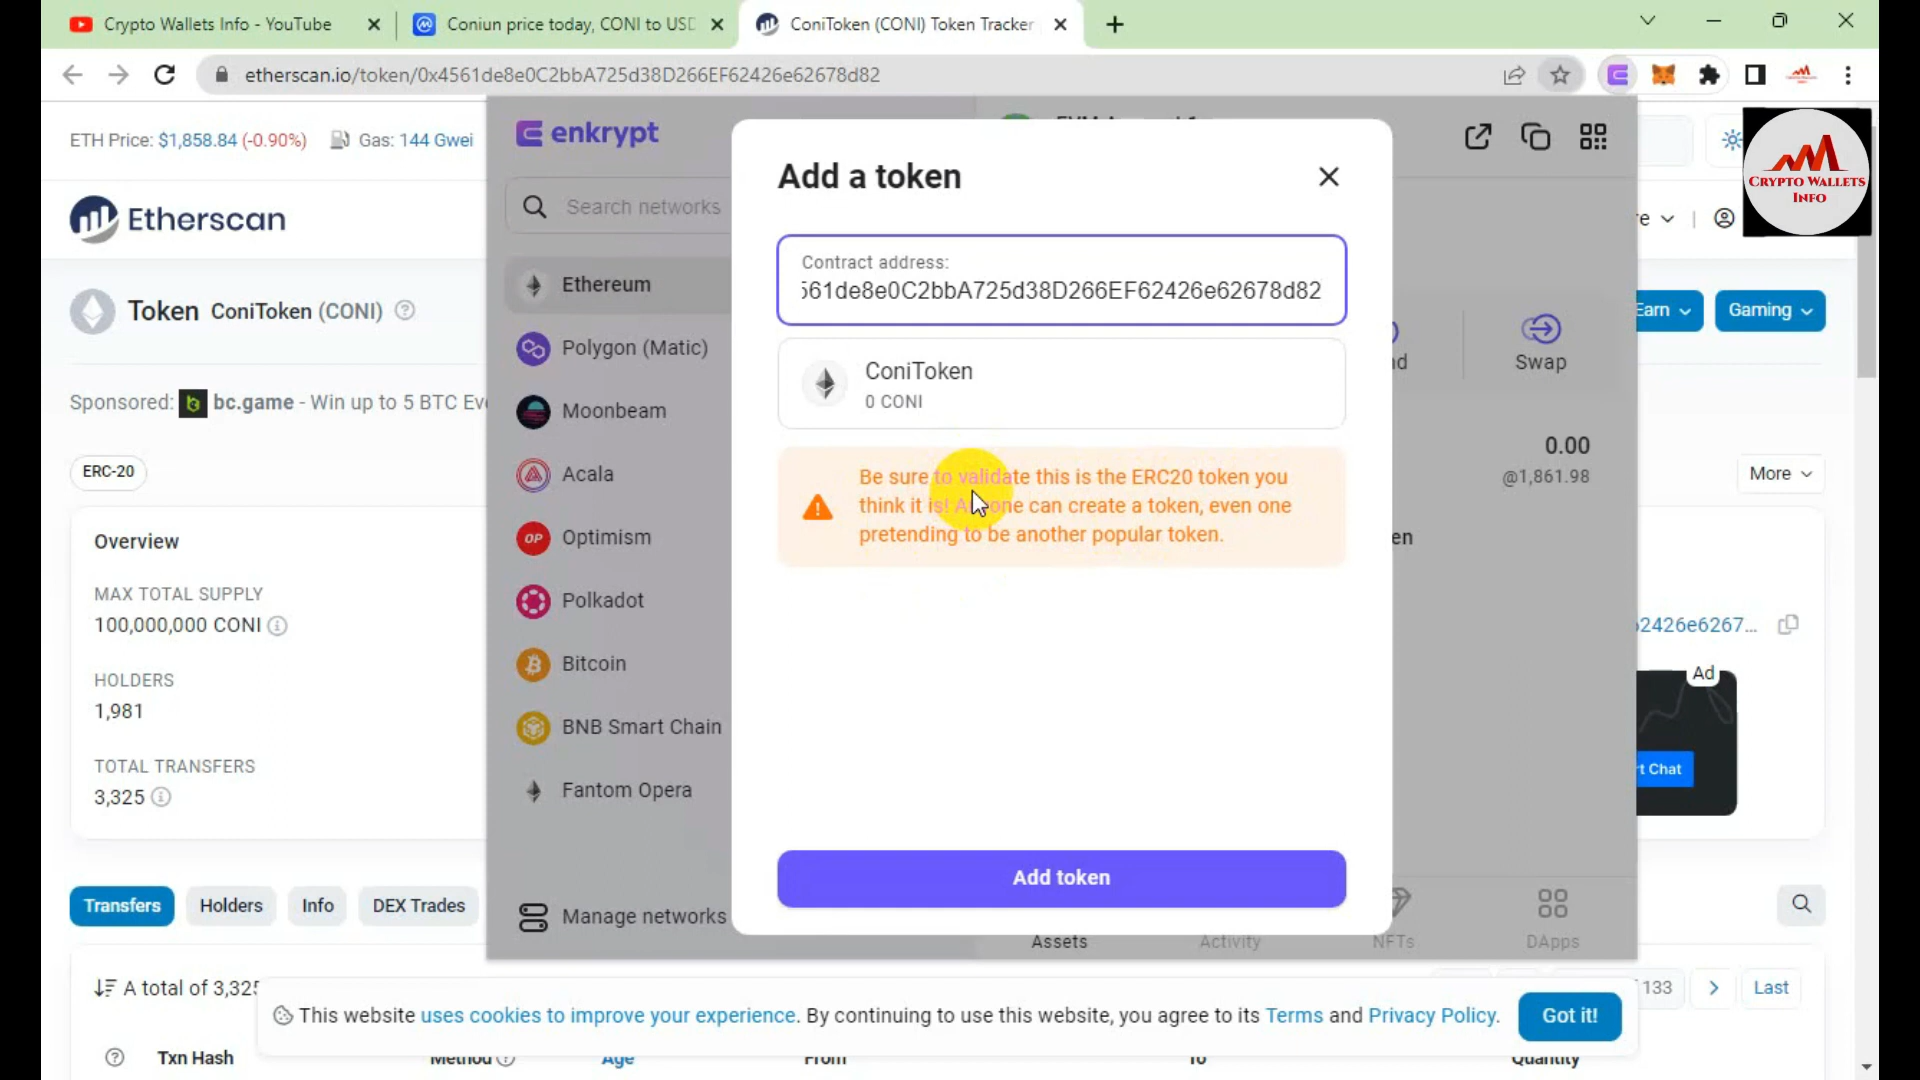 Crypto Wallets Info - YouTube
Coniun price today, CONI to USD
ConiToken (CONI) Token Tracker
etherscan.io/token/0x4561de8e0C2bbA725d38D266EF62426e62678d82
ETH Price: $1,858.84 (-0.90%)
Gas: 144 Gwei
Etherscan
CRYPTO WALLETS
INFO
Token ConiToken (CONI)
Earn
Gaming
Sponsored: bc.game - Win up to 5 BTC
ERC-20
More
Overview
MAX TOTAL SUPPLY
100,000,000 CONI
HOLDERS
1,981
TOTAL TRANSFERS
3,325
Transfers
Holders
Info
DEX Trades
A total of 3,325
enkrypt
Search networks
Ethereum
Polygon (Matic)
Moonbeam
Acala
Optimism
Polkadot
Bitcoin
BNB Smart Chain
Fantom Opera
Manage networks
Add a token
Contract address:
561de8e0C2bbA725d38D266EF62426e62678d82
ConiToken
0 CONI
Be sure to validate this is the ERC20 token you
think it is! Anyone can create a token, even one
pretending to be another popular token.
Add token
Swap
0.00
@1,861.98
Assets
Activity
NFTs
DApps
2426e6267...
Ad
t Chat
133
Last
This website uses cookies to improve your experience. By continuing to use this website, you agree to its Terms and Privacy Policy.
Got it!
Txn Hash
Method
Age
From
To
Quantity